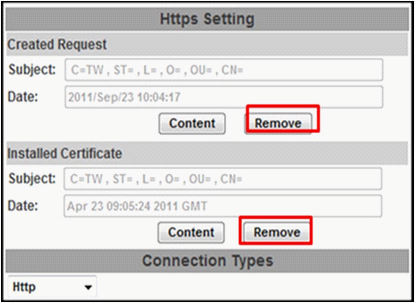 Https Setting
Created Request
Subject: C=TW , ST= , L= , O= , OU= , CN=
Date: 2011/Sep/23 10:04:17
Content Remove
Installed Certificate
Subject: C=TW , ST= , L= , O= , OU= , CN=
Date: Apr 23 09:05:24 2011 GMT
Content Remove
Connection Types
Http